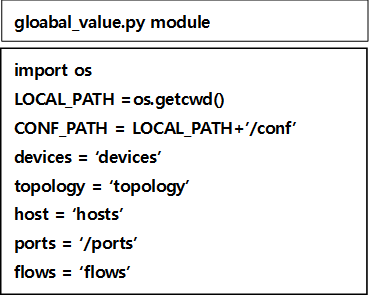 gloabal_value.py module
import os
LOCAL_PATH =os.getcwd()
CONF_PATH = LOCAL_PATH+’/conf’
devices = ‘devices’
topology = ‘topology’
host = ‘hosts’
ports = ‘/ports’
flows = ‘flows’